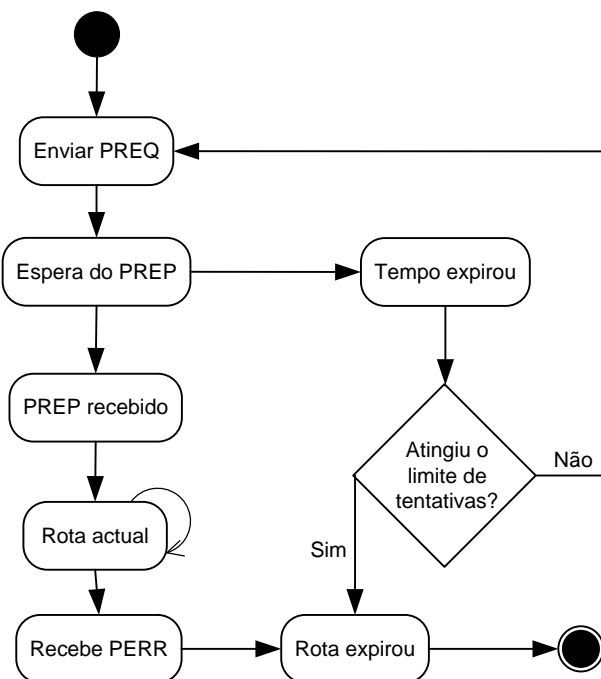 Enviar PREQ
Espera do PREP
Tempo expirou
PREP recebido
Atingiu o
limite de
tentativas?
Não
Rota actual
Sim
Recebe PERR
Rota expirou